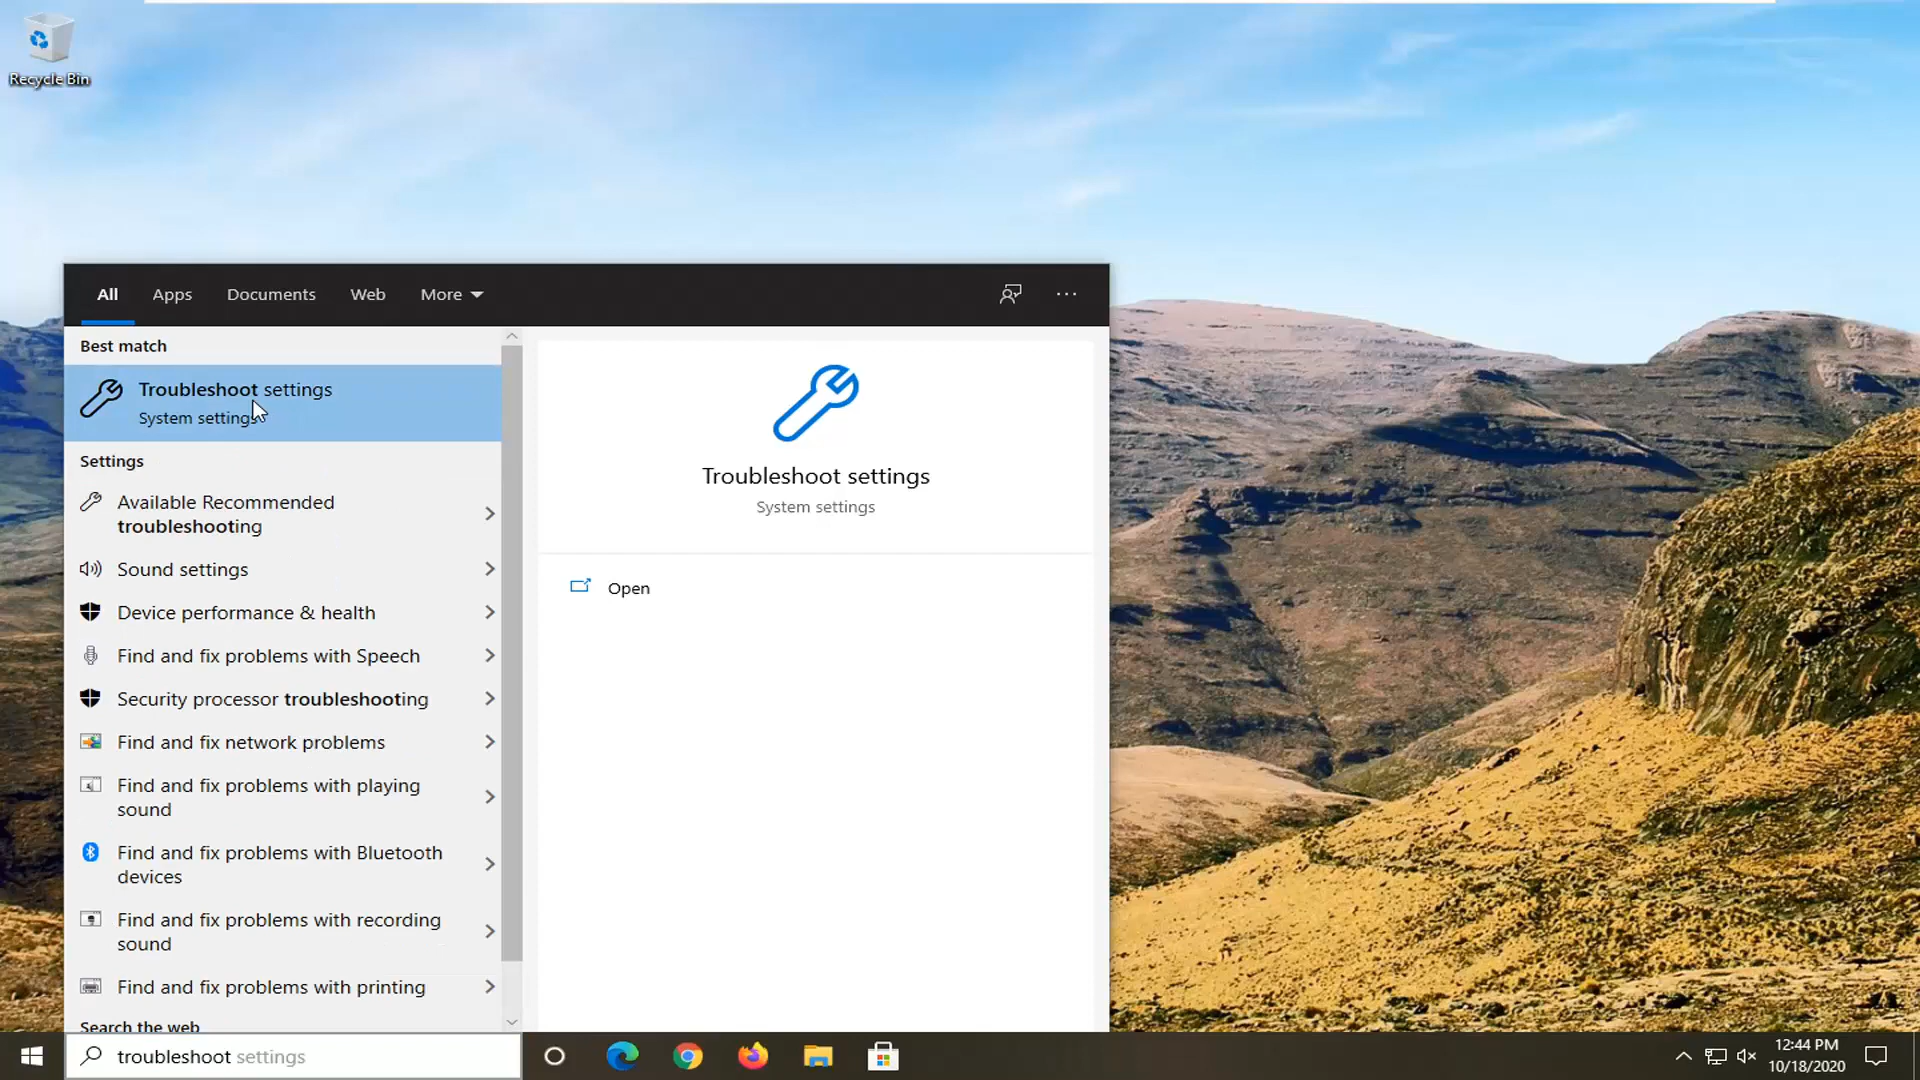 Recycle Bin
All Apps Documents Web More
Best match
Troubleshoot settings
System settings
Settings
Available Recommended
troubleshooting
Sound settings
Device performance & health
Find and fix problems with Speech
Security processor troubleshooting
Find and fix network problems
Find and fix problems with playing
sound
Find and fix problems with Bluetooth
devices
Find and fix problems with recording
sound
Find and fix problems with printing
Search the web
Troubleshoot settings
System settings
Open
troubleshoot settings
12:44 PM
10/18/2020